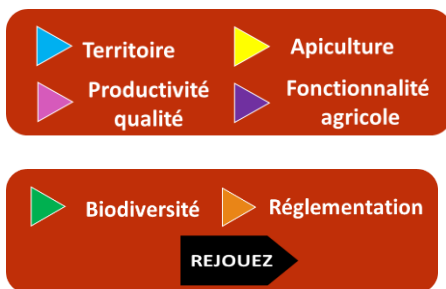 Territoire
Apiculture
Productivité
qualité
Fonctionnalité
agricole
Biodiversité
Réglementation
REJOUEZ